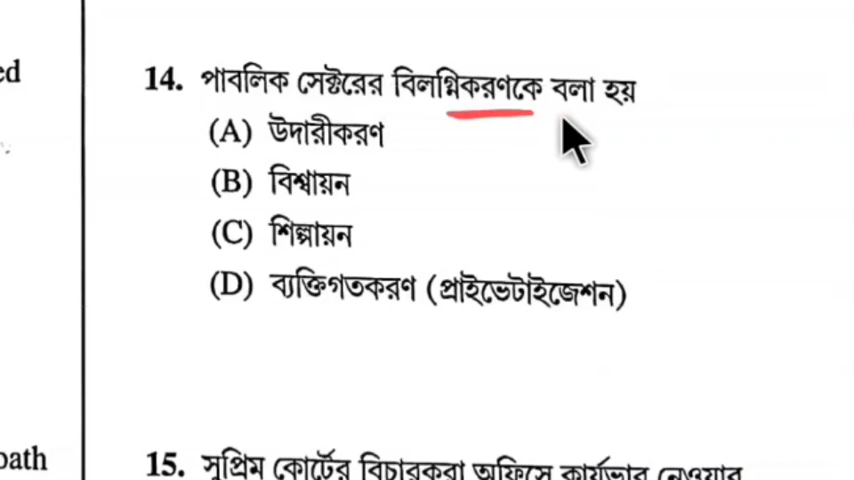 ed
14. পাবলিক সেক্টরের বিলগ্নিকরণকে বলা হয়
(A) উদারীকরণ
(B) বিশ্বায়ন
(C) শিল্পায়ন
(D) ব্যক্তিগতকরণ (প্রাইভেটাইজেশন)
path
15. সুপ্রিম কোর্টের বিচারকরা অফিসে কার্যভার নেওয়ার